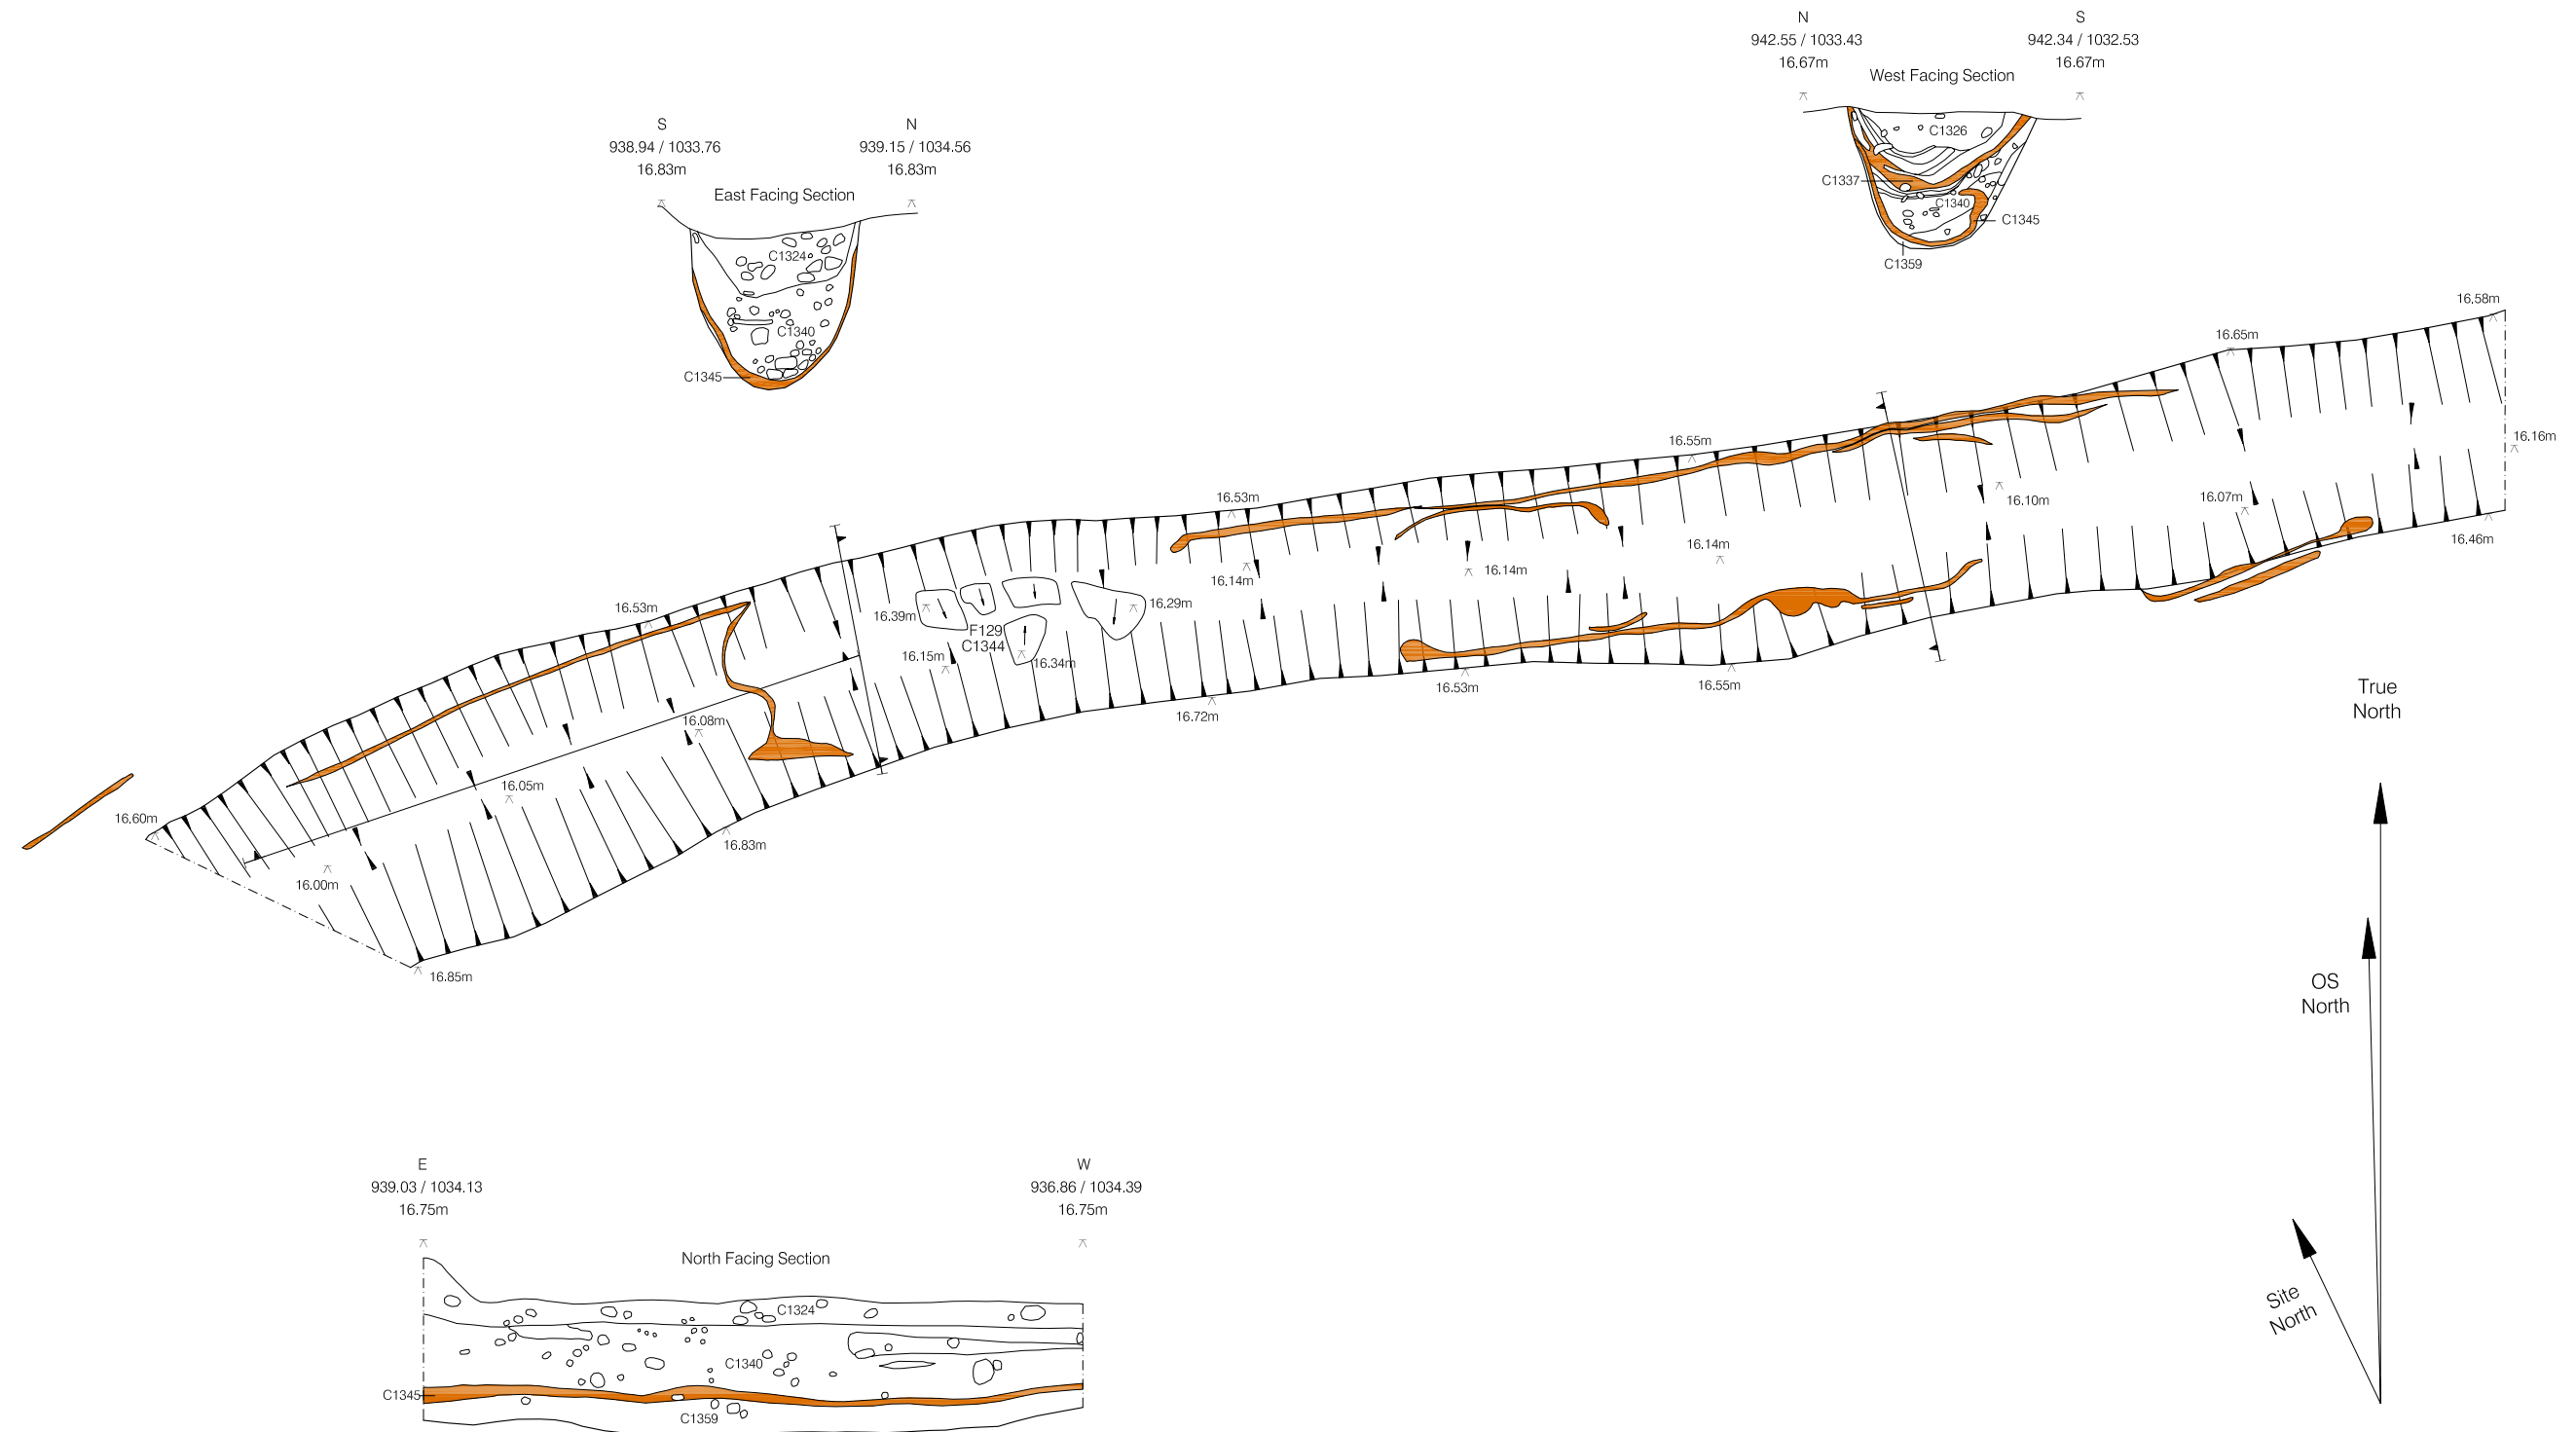 N
942.55 / 1033.43
16.67m
S
942.34 / 1032.53
16.67m
West Facing Section
C1326
C1337
C1340
C1345
C1359
S
938.94 / 1033.76
16.83m
N
939.15 / 1034.56
16.83m
East Facing Section
C1324
C1340
C1345
16.58m
16.65m
16.16m
16.55m
16.53m
16.10m
16.07m
16.46m
16.14m
16.14m
16.14m
16.53m
16.39m
16.29m
F129
C1344
16.15m
16.34m
16.53m
16.55m
16.72m
16.08m
16.05m
16.60m
16.83m
16.00m
16.85m
True
North
OS
North
Site
North
E
939.03 / 1034.13
16.75m
W
936.86 / 1034.39
16.75m
North Facing Section
C1324
C1340
C1345
C1359